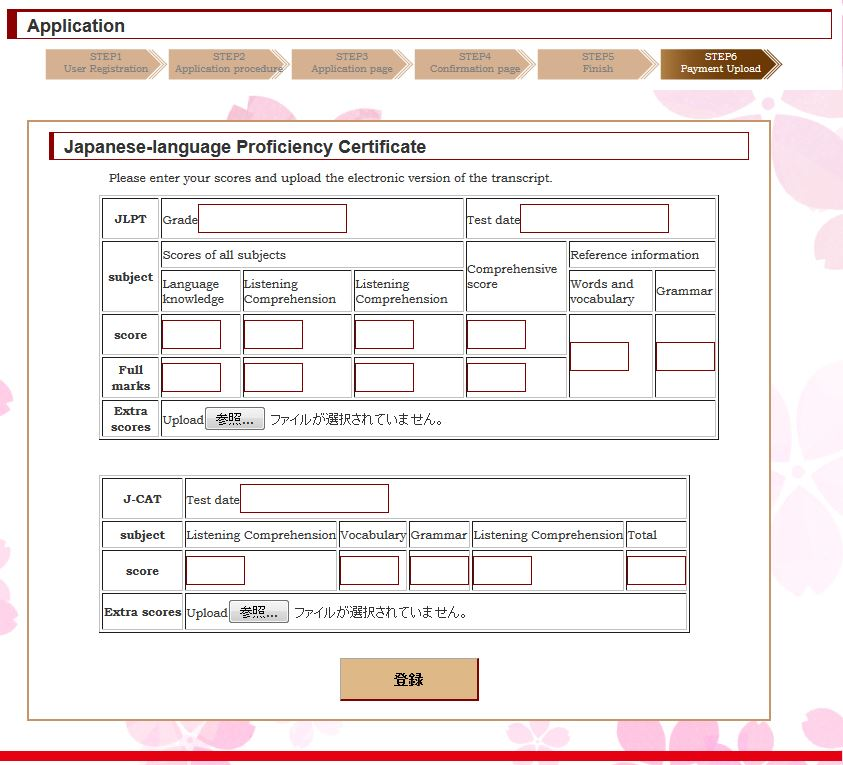 Application
STEP1
User Registration
STEP2
Application procedure
STEP3
Application page
STEP4
Confirmation page
STEP5
Finish
STEP6
Payment Upload
Japanese-language Proficiency Certificate
Please enter your scores and upload the electronic version of the transcript.
JLPT
Grade
Test date
subject
Scores of all subjects
Comprehensive
score
Reference information
Language
knowledge
Listening
Comprehension
Listening
Comprehension
Words and
vocabulary
Grammar
score
Full
marks
Extra
scores
Upload 参照... ファイルが選択されていません。
J-CAT
Test date
subject
Listening Comprehension
Vocabulary
Grammar
Listening Comprehension
Total
score
Extra scores
Upload 参照... ファイルが選択されていません。
登録